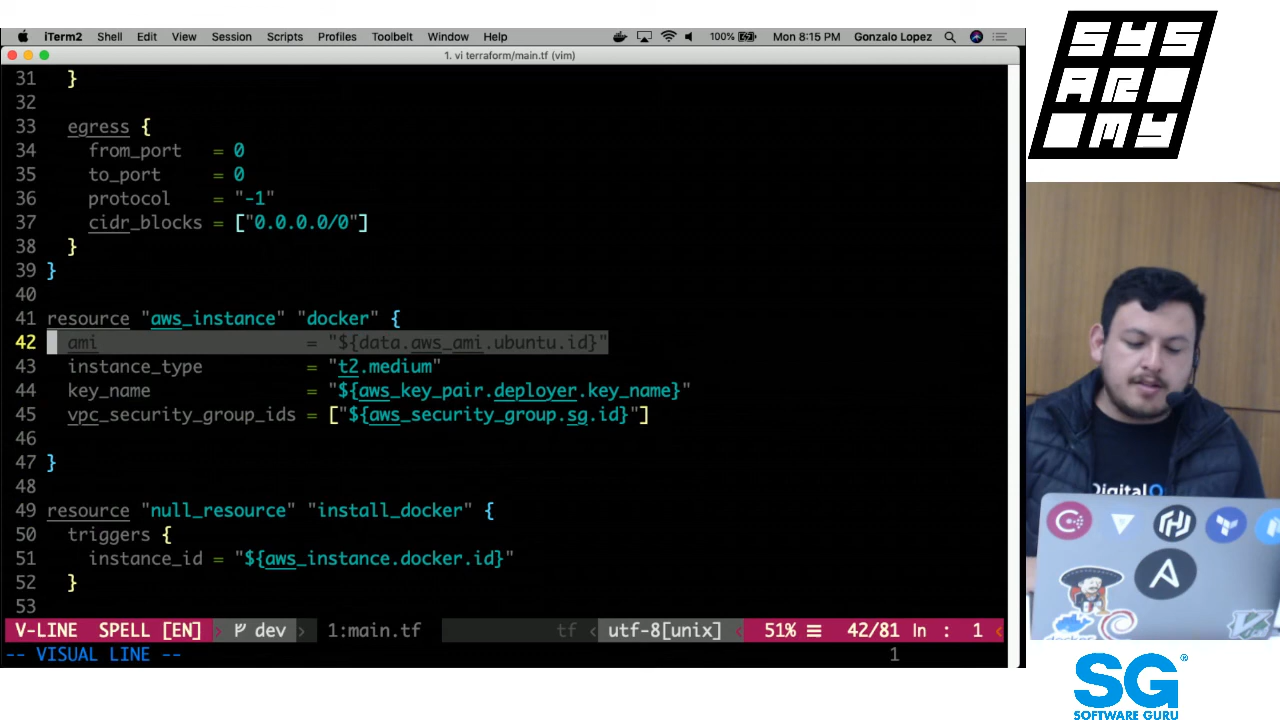 iTerm2 Shell Edit View Session Scripts Profiles Toolbelt Window Help 100% Mon 8:15 PM Gonzalo Lopez
1. vi terraform/main.tf (vim)
31 }
32
33 egress {
34 from_port = 0
35 to_port = 0
36 protocol = "-1"
37 cidr_blocks = ["0.0.0.0/0"]
38 }
39 }
40
41 resource "aws_instance" "docker" {
42 ami = "${data.aws_ami.ubuntu.id}"
43 instance_type = "t2.medium"
44 key_name = "${aws_key_pair.deployer.key_name}"
45 vpc_security_group_ids = ["${aws_security_group.sg.id}"]
46
47 }
48
49 resource "null_resource" "install_docker" {
50 triggers {
51 instance_id = "${aws_instance.docker.id}"
52 }
53
V-LINE SPELL [EN] dev 1:main.tf tf utf-8[unix] 51% ☰ 42/81 ln : 1
-- VISUAL LINE -- 1
SYS
AR
MY
DigitalO
docker
SG®
SOFTWARE GURU